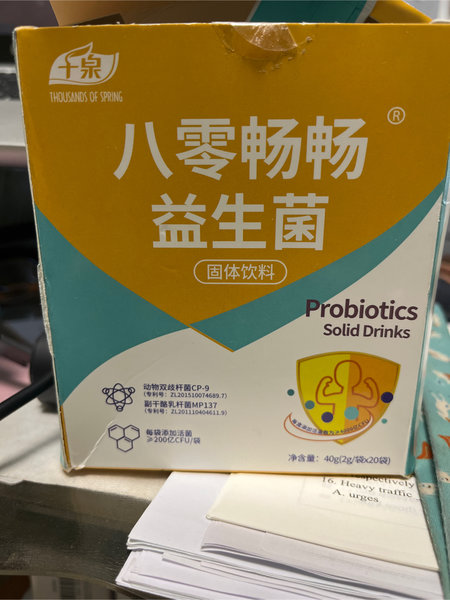 千泉
THOUSANDS OF SPRING
八零畅畅®
益生菌
固体饮料
Probiotics
Solid Drinks
动物双歧杆菌CP-9
(专利号：ZL201510074689.7)
副干酪乳杆菌MP137
(专利号：ZL201110404611.9)
每袋添加活菌
≥200亿CFU/袋
净含量： 40g(2g/袋x20袋)
16. Heavy traffic
A. urges